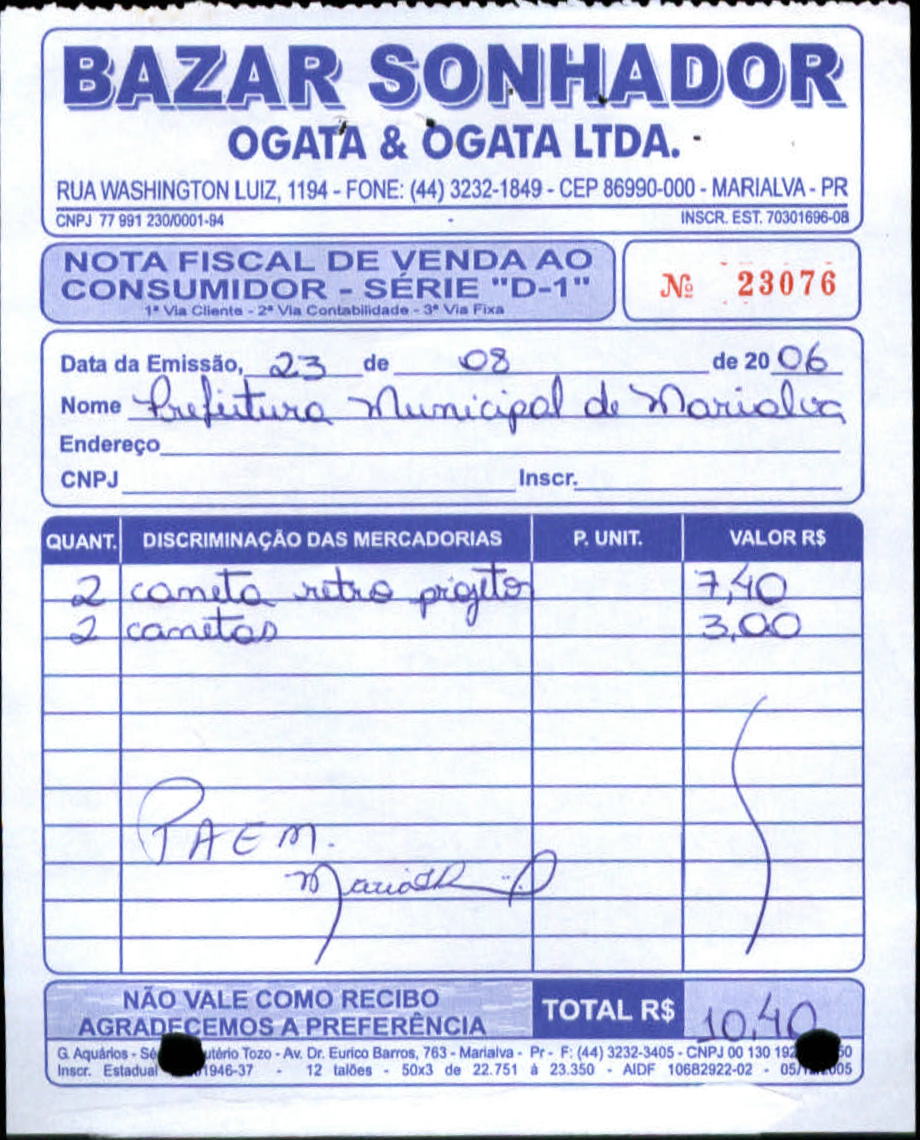 BAZAR SONHADOR
OGATA & OGATA LTDA.
RUA WASHINGTON LUIZ, 1194 - FONE: (44) 3232-1849 - CEP 86990-000 - MARIALVA - PR
CNPJ 77 991 230/0001-94 INSCR. EST. 70301696-08
NOTA FISCAL DE VENDA AO
CONSUMIDOR - SÉRIE "D-1"
1ª Via Cliente - 2ª Via Contabilidade - 3ª Via Fixa
Nº 23076
Data da Emissão, 23 de 08 de 2006
Nome Prefeitura Municipal de Marialva
Endereço
CNPJ Inscr.
QUANT. DISCRIMINAÇÃO DAS MERCADORIAS P. UNIT. VALOR R$
2 caneta retro projetor 7,40
2 canetas 3,00
PAEM.
NÃO VALE COMO RECIBO
AGRADECEMOS A PREFERÊNCIA
TOTAL R$ 10,40
G. Aquários - Sé utério Tozo - Av. Dr. Eurico Barros, 763 - Marialva - Pr - F: (44) 3232-3405 - CNPJ 00 130 192 50
Inscr. Estadual 1946-37 - 12 talões - 50x3 de 22.751 à 23.350 - AIDF 10682922-02 - 05/ 005